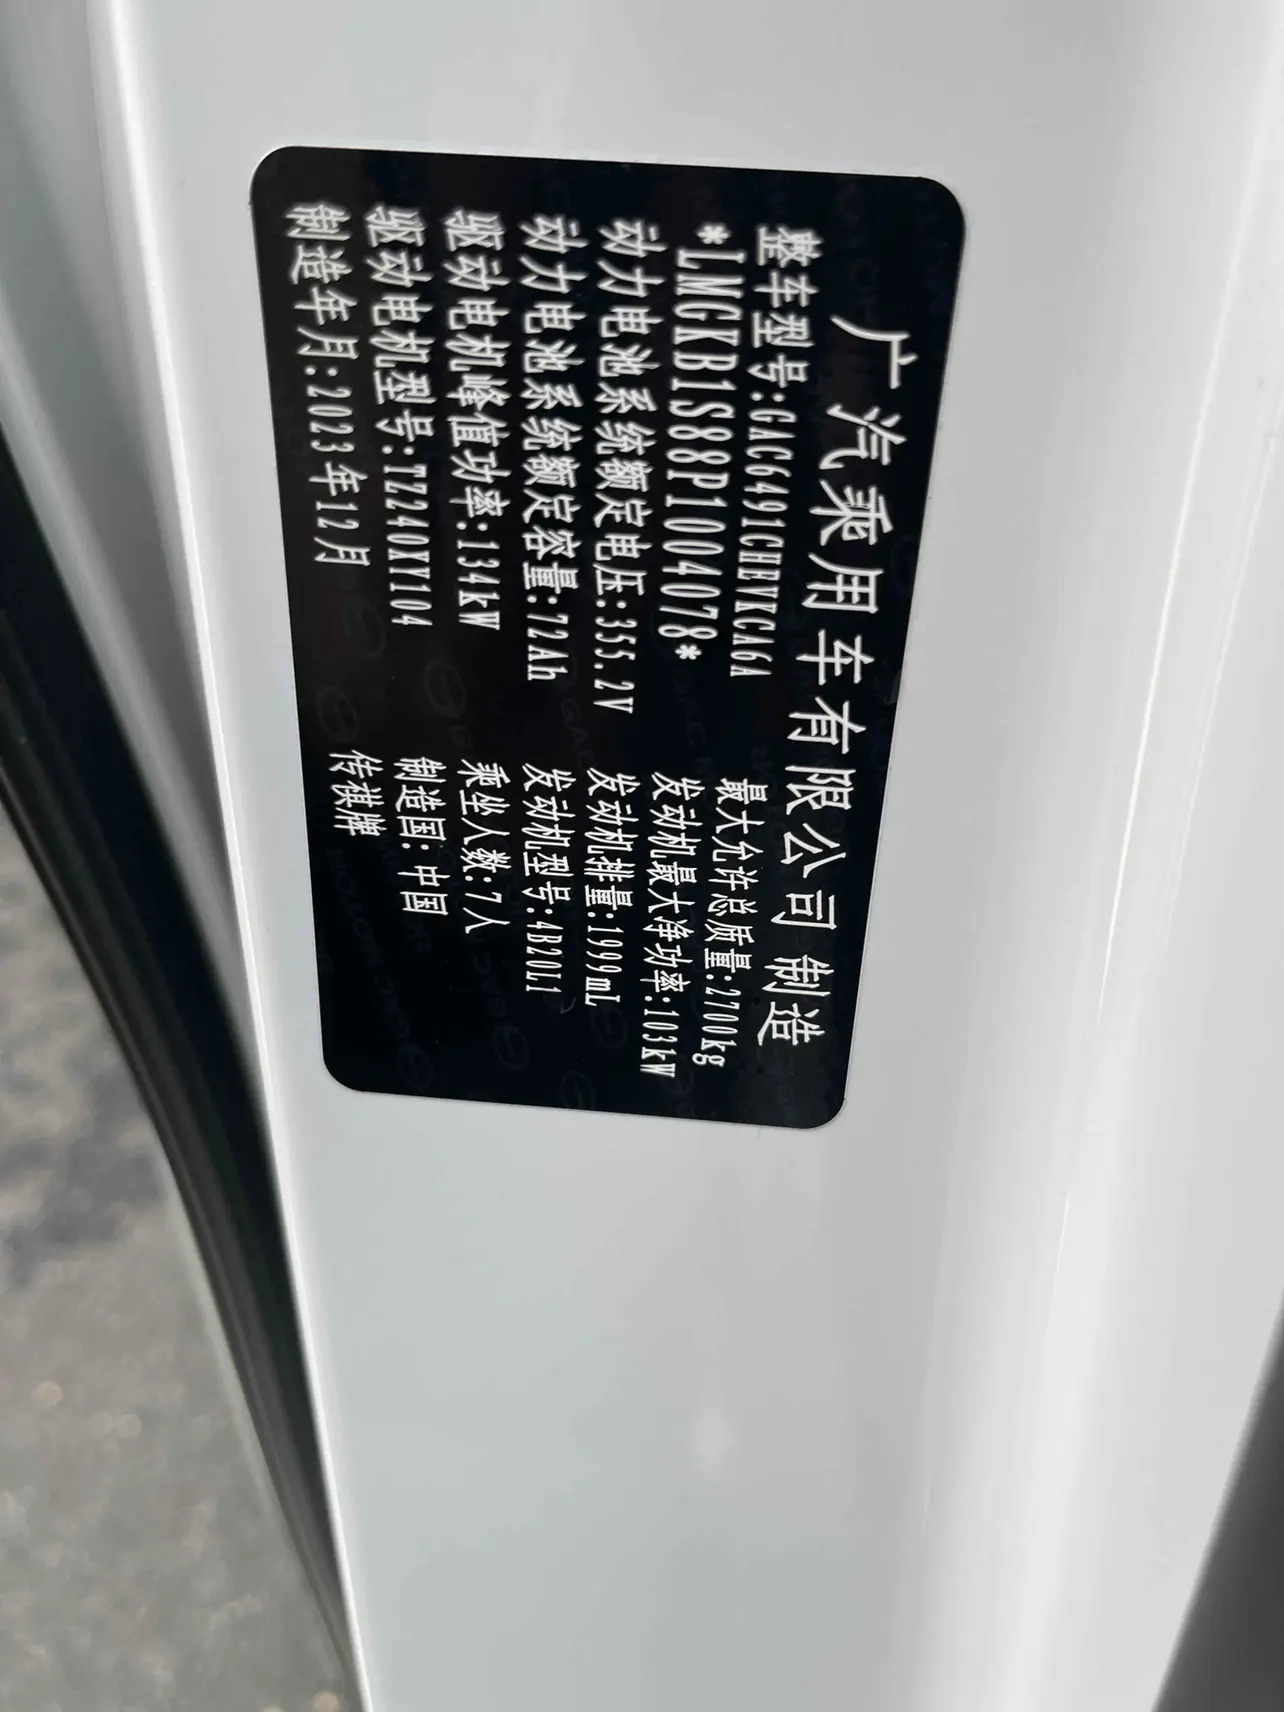 广汽乘用车有限公司 制造
整车型号:GAC6491CHEVKCA6A
*LMGKB1S88P1004078*
动力电池系统额定电压:355.2V
动力电池系统额定容量:72Ah
驱动电机峰值功率:134kW
驱动电机型号:TZ240XY104
制造年月:2023年12月
最大允许总质量:2700kg
发动机最大净功率:103kW
发动机排量:1999mL
发动机型号:4B20L1
乘坐人数:7人
制造国: 中国
传祺牌